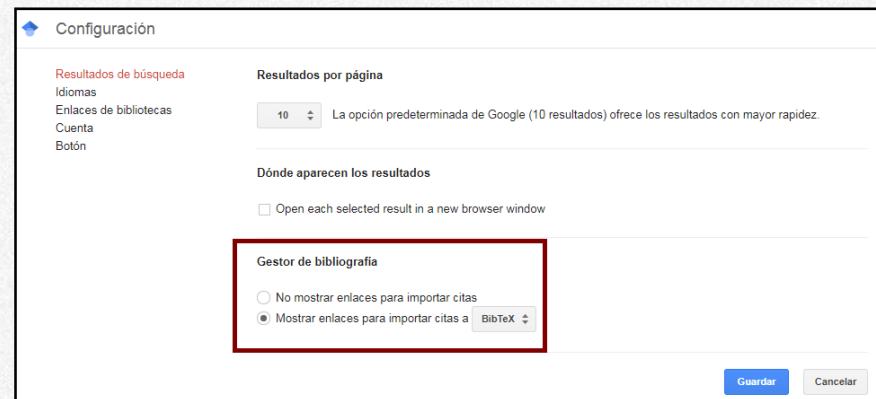 Configuración
Resultados de búsqueda
Idiomas
Enlaces de bibliotecas
Cuenta
Botón
Resultados por página
10 La opción predeterminada de Google (10 resultados) ofrece los resultados con mayor rapidez.
Dónde aparecen los resultados
Open each selected result in a new browser window
Gestor de bibliografía
No mostrar enlaces para importar citas
Mostrar enlaces para importar citas a BibTeX
Guardar Cancelar